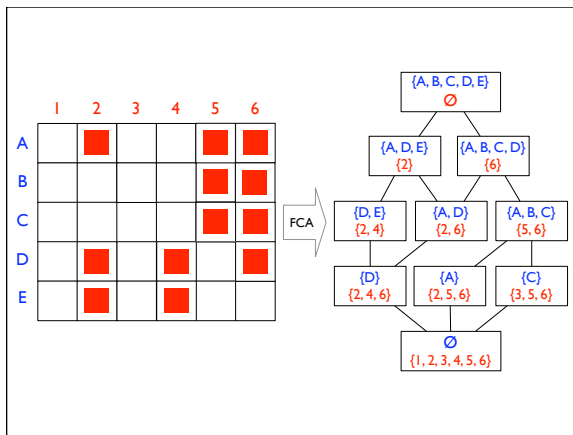 1 2 3 4 5 6
A
B
C
D
E
FCA
{A, B, C, D, E}
∅
{A, D, E}
{2}
{A, B, C, D}
{6}
{D, E}
{2, 4}
{A, D}
{2, 6}
{A, B, C}
{5, 6}
{D}
{2, 4, 6}
{A}
{2, 5, 6}
{C}
{3, 5, 6}
∅
{1, 2, 3, 4, 5, 6}